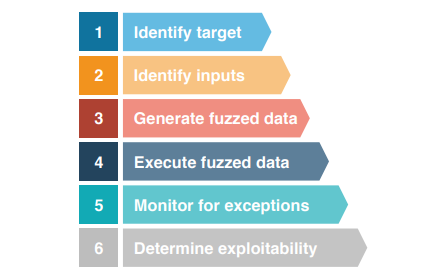 1 Identify target
2 Identify inputs
3 Generate fuzzed data
4 Execute fuzzed data
5 Monitor for exceptions
6 Determine exploitability